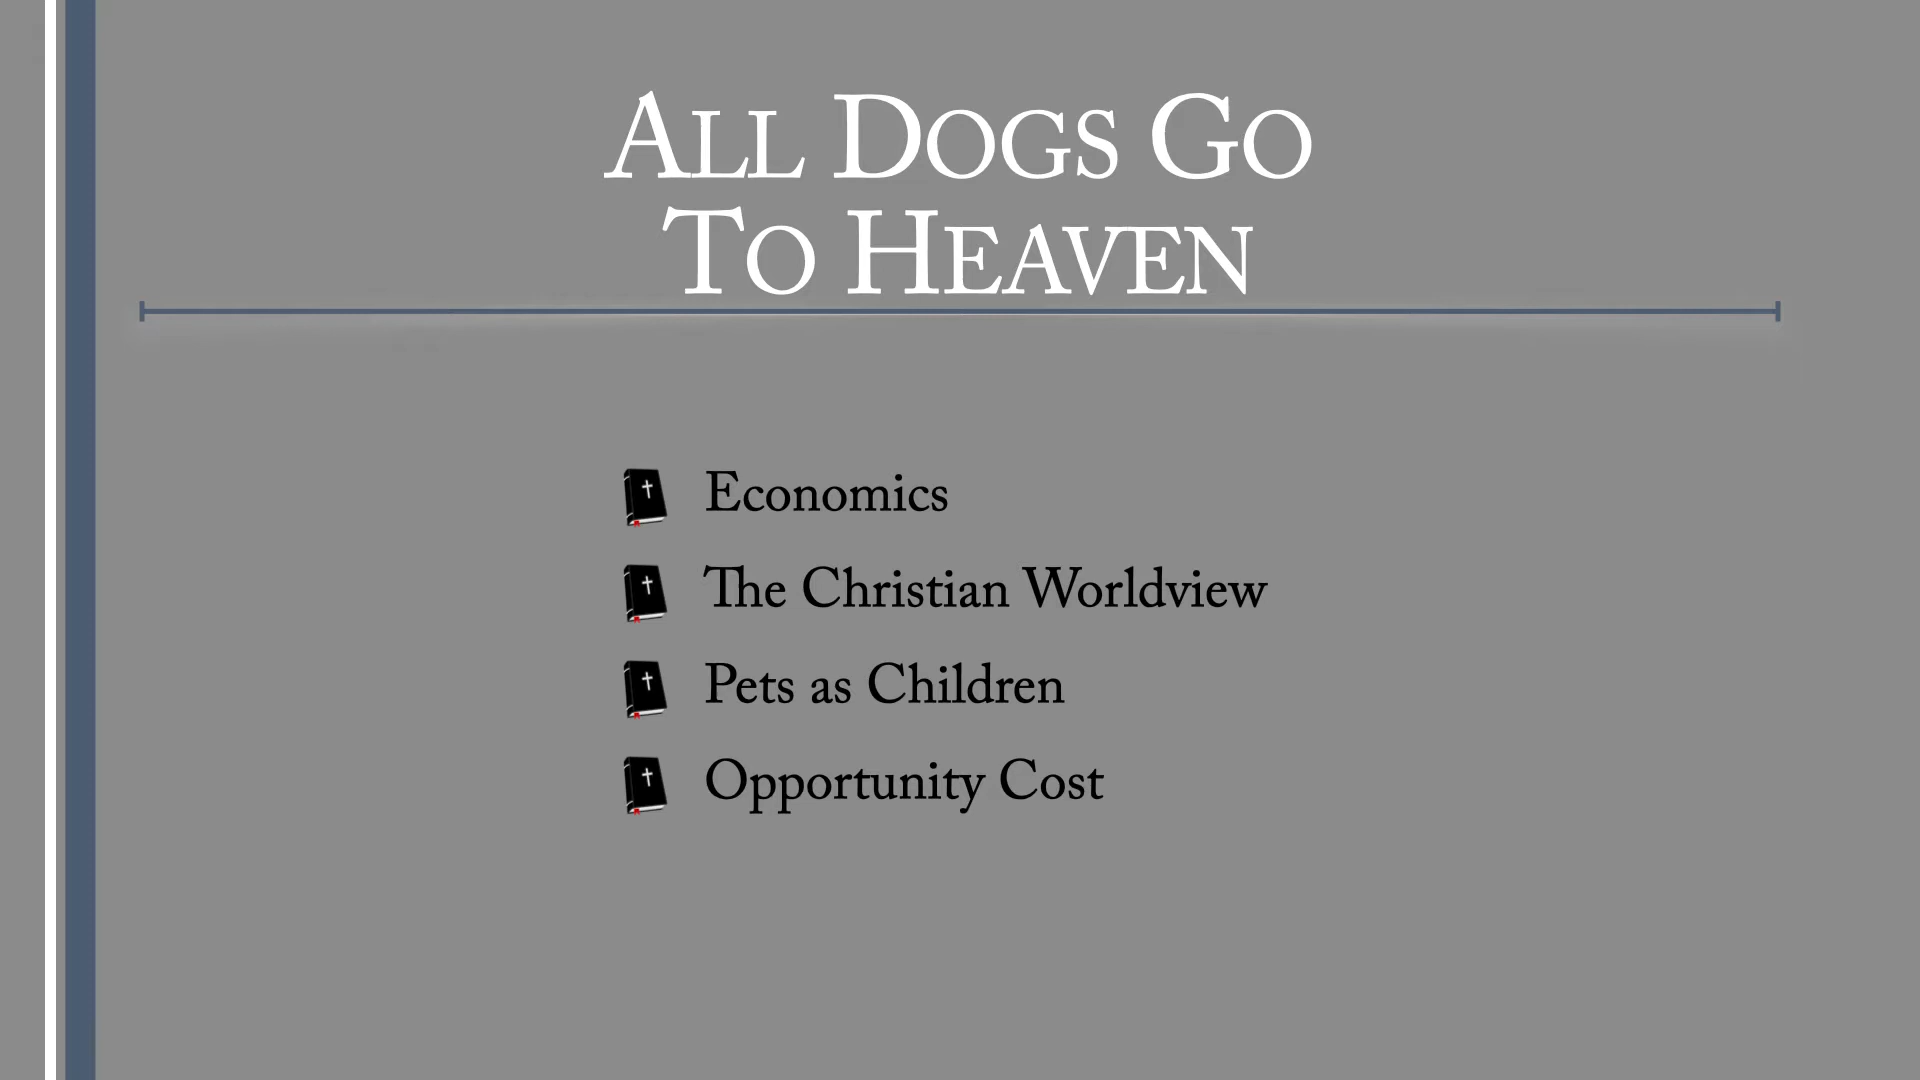 All Dogs Go
To Heaven
Economics
The Christian Worldview
Pets as Children
Opportunity Cost